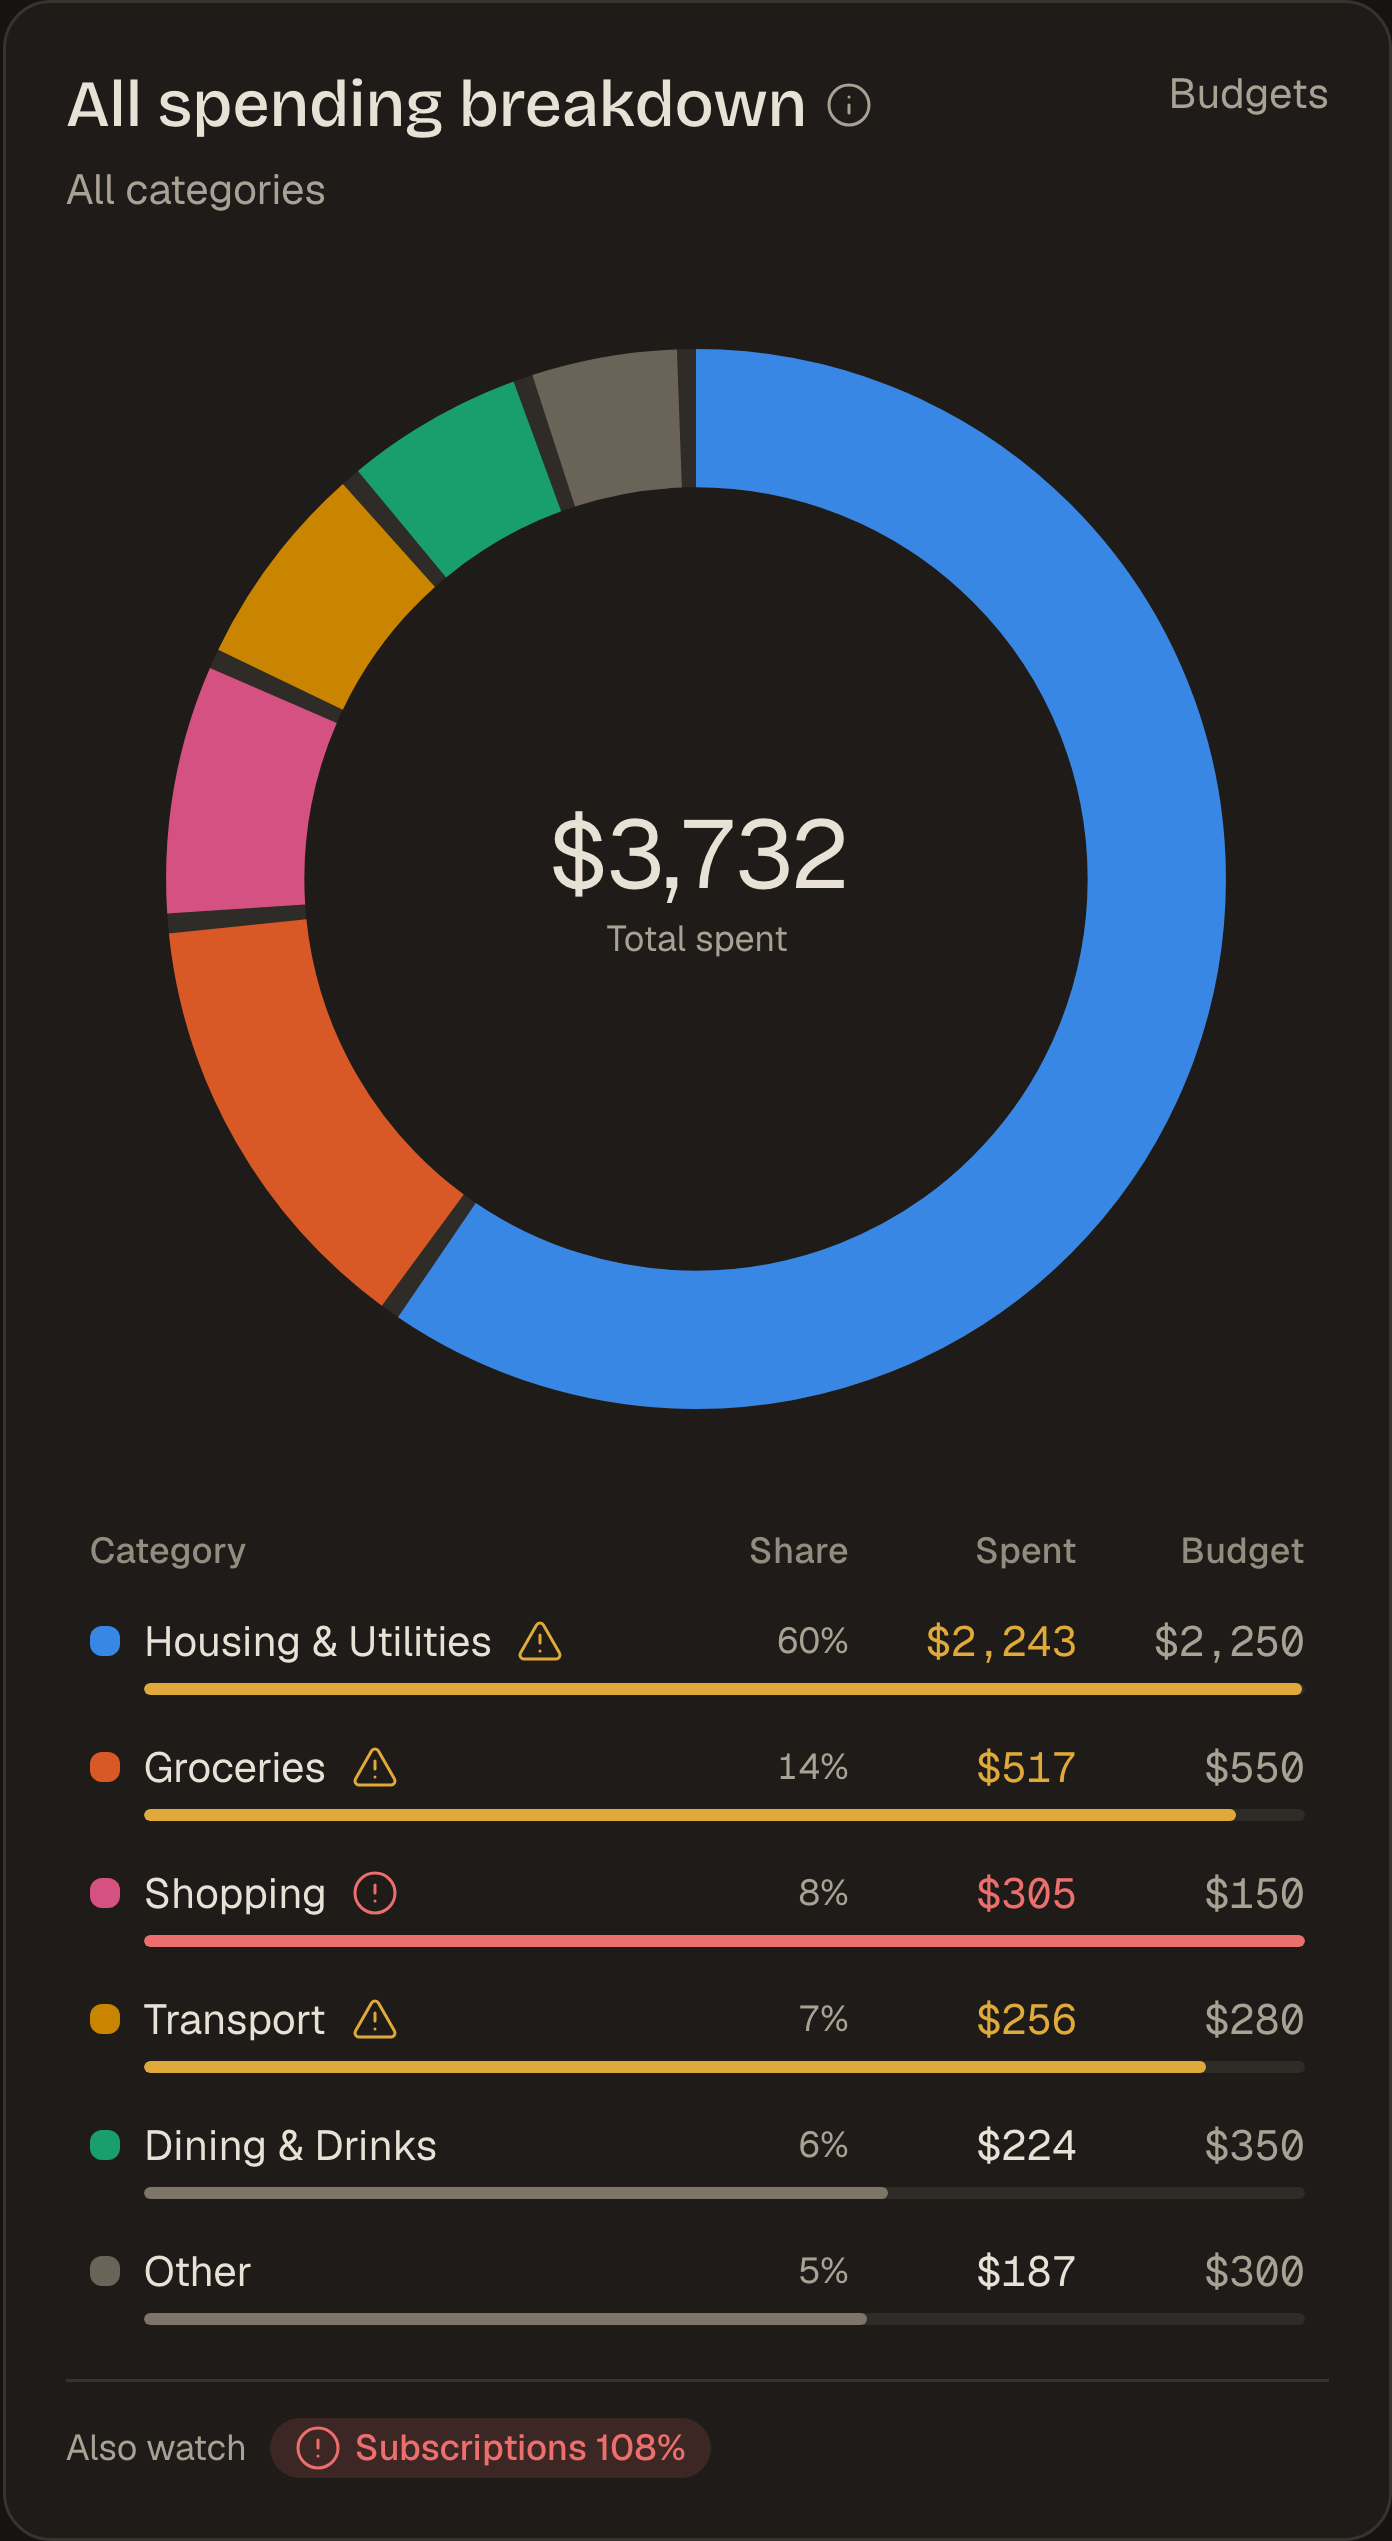 All spending breakdown
Budgets
All categories
$3,732
Total spent
Category Share Spent Budget
Housing & Utilities 60% $2,243 $2,250
Groceries 14% $517 $550
Shopping 8% $305 $150
Transport 7% $256 $280
Dining & Drinks 6% $224 $350
Other 5% $187 $300
Also watch Subscriptions 108%